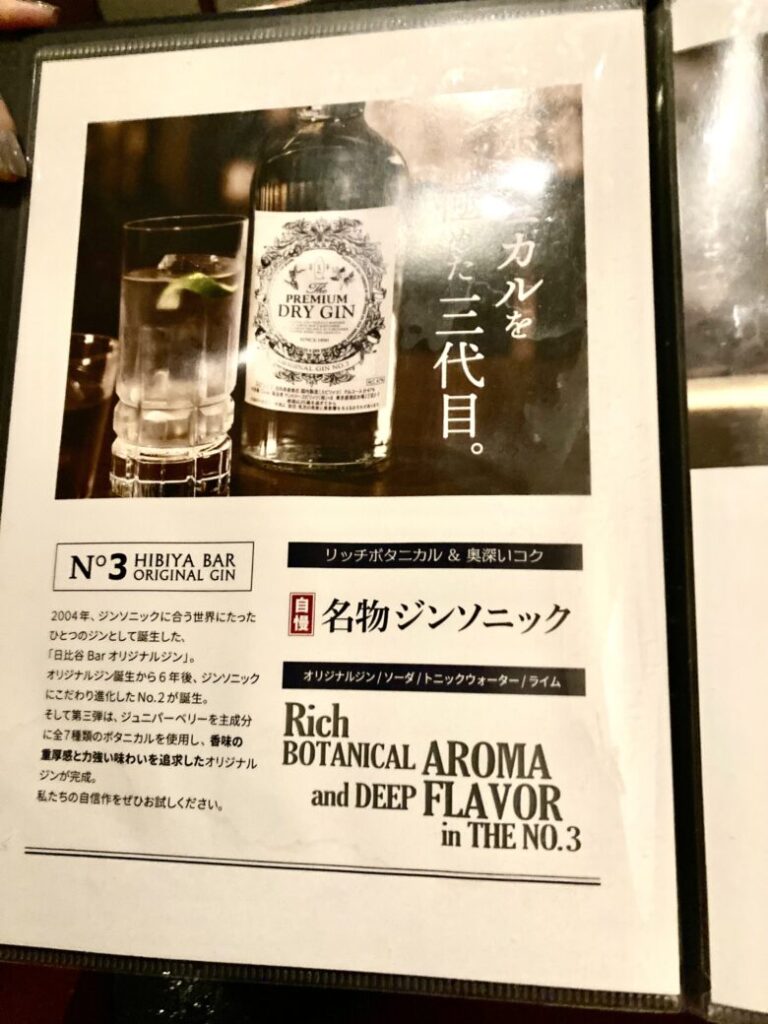 カルを
極めた
三代目。
The
PREMIUM
DRY GIN
SINCE 1990
ORIGINAL GIN NO.3
N°3 HIBIYA BAR
ORIGINAL GIN
2004年、ジンソニックに合う世界にたった
ひとつのジンとして誕生した、
「日比谷 Bar オリジナルジン」。
オリジナルジン誕生から6年後、ジンソニック
にこだわり進化したNo.2が誕生。
そして第三弾は、ジュニパーベリーを主成分
に全7種類のボタニカルを使用し、香味の
重厚感と力強い味わいを追求したオリジナル
ジンが完成。
私たちの自信作をぜひお試しください。
リッチボタニカル & 奥深いコク
自慢 名物ジンソニック
オリジナルジン / ソーダ / トニックウォーター / ライム
Rich
BOTANICAL AROMA
and DEEP FLAVOR
in THE NO.3